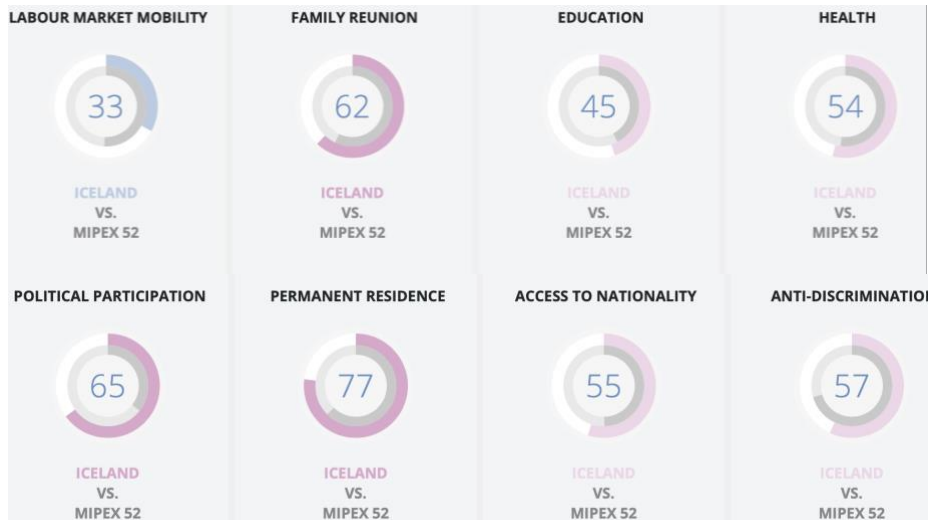 LABOUR MARKET MOBILITY
33
ICELAND
VS.
MIPEX 52
FAMILY REUNION
62
ICELAND
VS.
MIPEX 52
EDUCATION
45
ICELAND
VS.
MIPEX 52
HEALTH
54
ICELAND
VS.
MIPEX 52
POLITICAL PARTICIPATION
65
ICELAND
VS.
MIPEX 52
PERMANENT RESIDENCE
77
ICELAND
VS.
MIPEX 52
ACCESS TO NATIONALITY
55
ICELAND
VS.
MIPEX 52
ANTI-DISCRIMINATIO
57
ICELAND
VS.
MIPEX 52